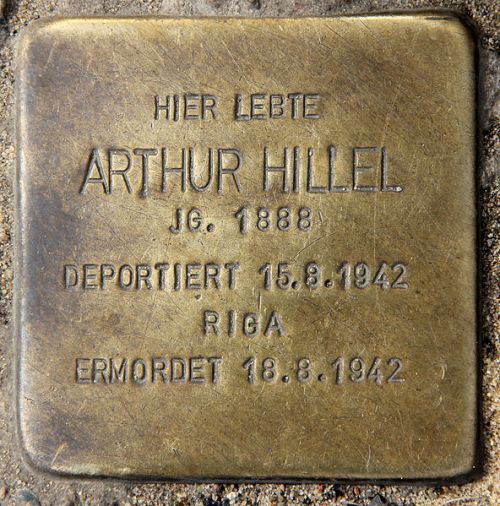 HIER LEBTE
ARTHUR HILLEL
JG. 1888
DEPORTIERT 15.8.1942
RIGA
ERMORDET 18.8.1942